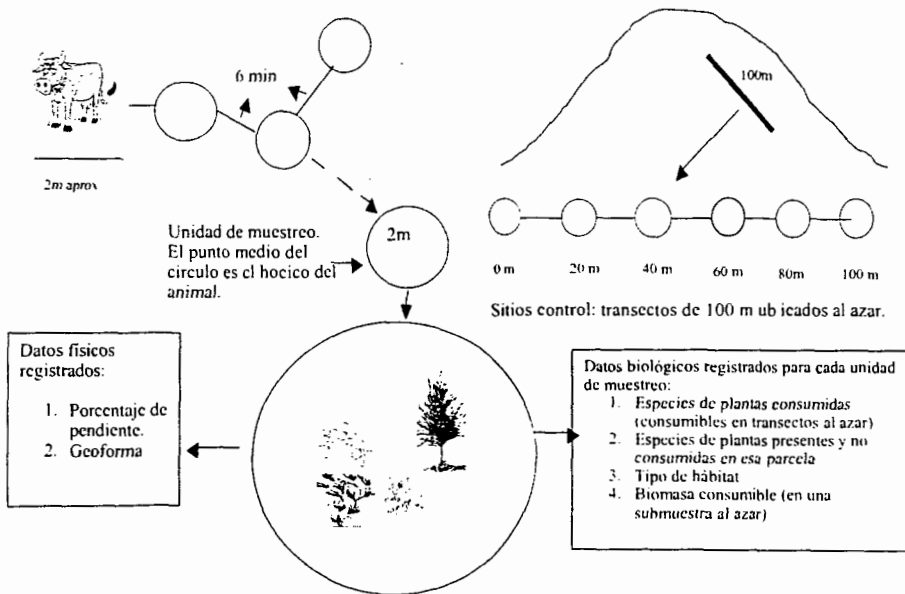 6 min
100m
2m aprox
Unidad de muestreo.
El punto medio del
circulo es el hocico del
animal.
2m
0 m 20 m 40 m 60 m 80m 100 m
Sitios control: transectos de 100 m ub icados al azar.
Datos físicos
registrados:
1. Porcentaje de
pendiente.
2. Geoforma
Datos biológicos registrados para cada unidad
de muestreo:
1. Especies de plantas consumidas
(consumibles en transectos al azar)
2. Especies de plantas presentes y no
consumidas en esa parcela
3. Tipo de hábitat
4. Biomasa consumible (en una
submuestra al azar)